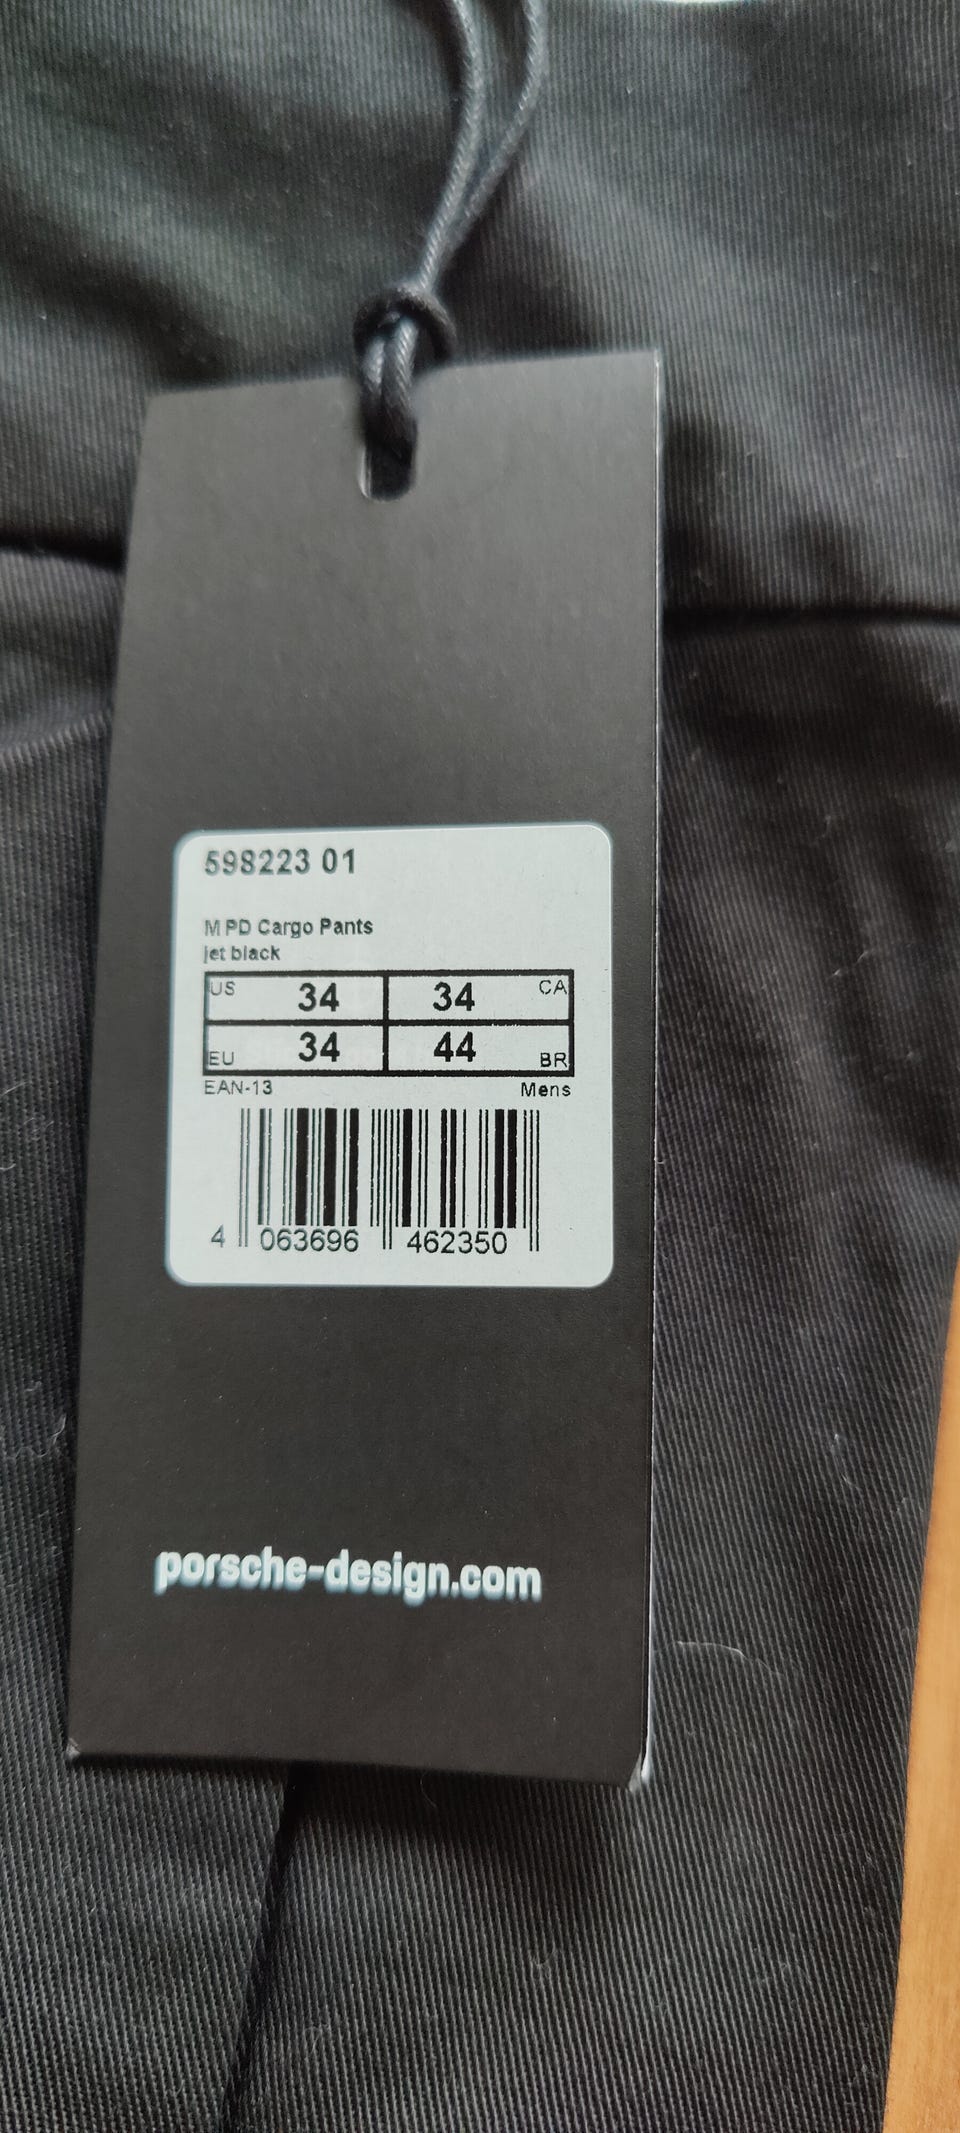 598223 01
M PD Cargo Pants
jet black
US 34 34 CA
EU 34 44 BR
EAN-13 Mens
4 063696 462350
porsche-design.com